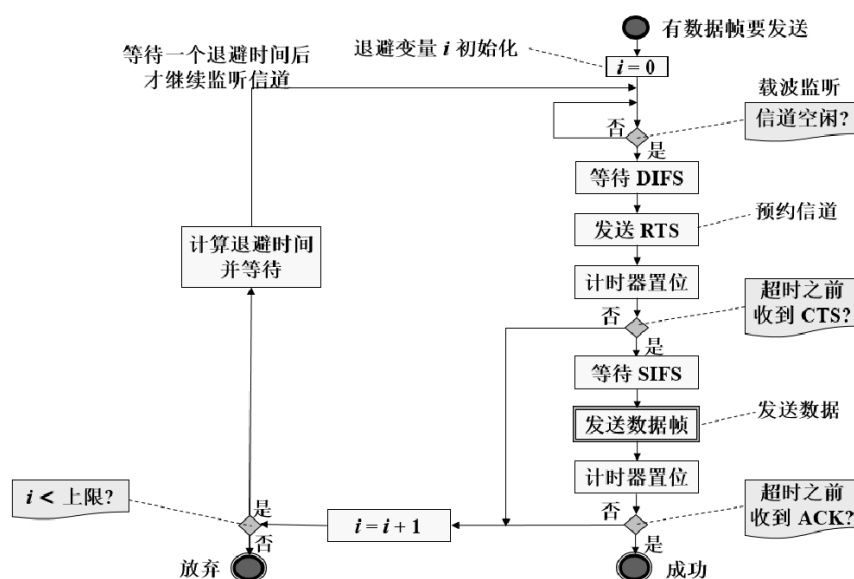 有数据帧要发送
等待一个退避时间后
才继续监听信道
退避变量 i 初始化
i = 0
载波监听
信道空闲?
否
是
等待 DIFS
发送 RTS
预约信道
计算退避时间
并等待
计时器置位
超时之前
收到 CTS?
否
是
等待 SIFS
发送数据帧
发送数据
计时器置位
i < 上限?
是
i = i + 1
否
超时之前
收到 ACK?
否
是
放弃
成功